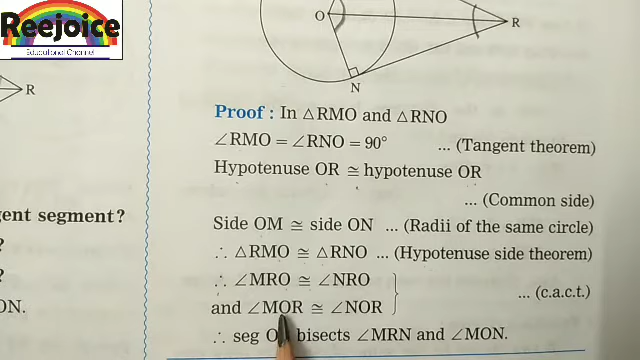 Reejoice
Educational Channel
O
R
N
R
Proof : In △RMO and △RNO
∠RMO = ∠RNO = 90° ... (Tangent theorem)
Hypotenuse OR ≅ hypotenuse OR
... (Common side)
gent segment?
Side OM ≅ side ON ... (Radii of the same circle)
?
∴ △RMO ≅ △RNO ... (Hypotenuse side theorem)
?
∴ ∠MRO ≅ ∠NRO
... (c.a.c.t.)
ON.
and ∠MOR ≅ ∠NOR
∴ seg O bisects ∠MRN and ∠MON.